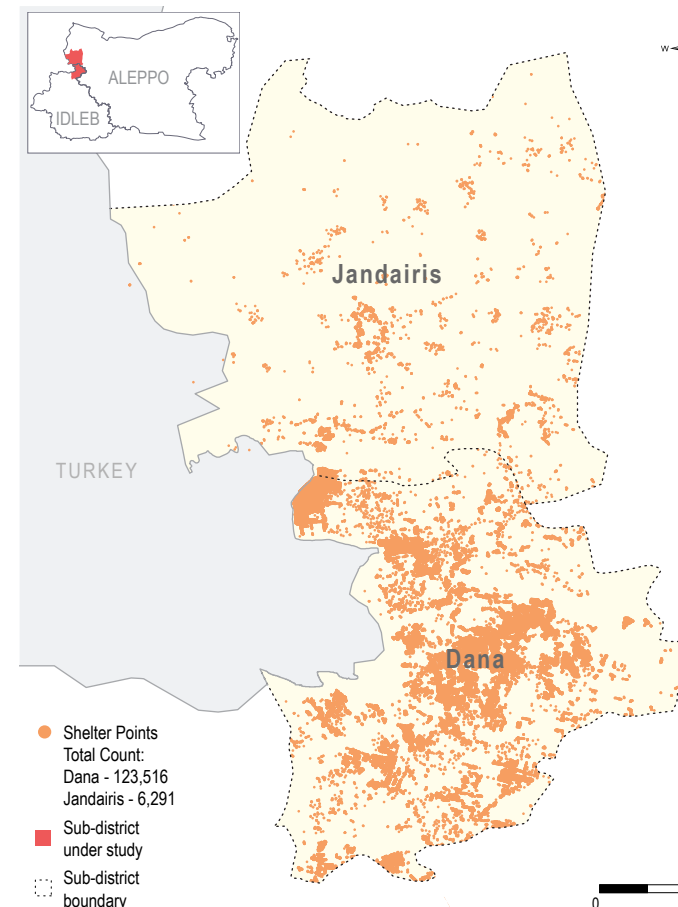 ALEPPO
IDLEB
W
Jandairis
TURKEY
Dana
Shelter Points
Total Count:
Dana - 123,516
Jandairis - 6,291
Sub-district
under study
Sub-district
boundary
0